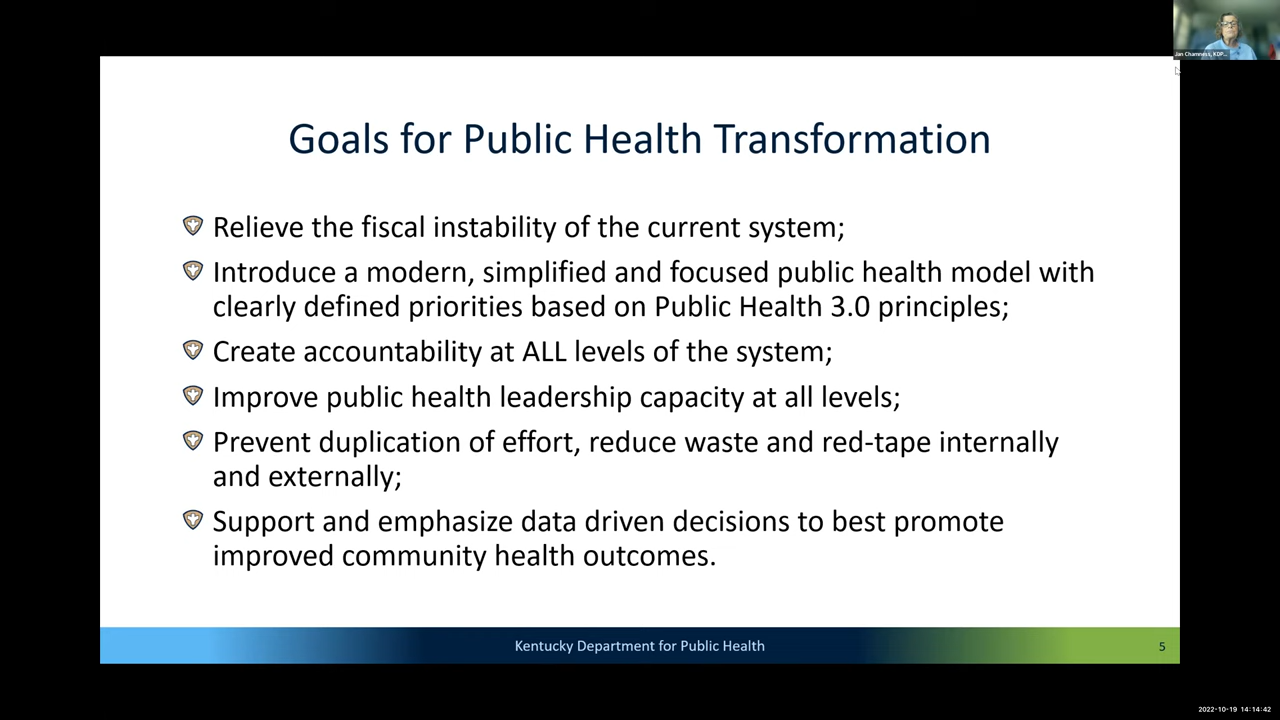 Jan Chamness, KDP...
Goals for Public Health Transformation
Relieve the fiscal instability of the current system;
Introduce a modern, simplified and focused public health model with
clearly defined priorities based on Public Health 3.0 principles;
Create accountability at ALL levels of the system;
Improve public health leadership capacity at all levels;
Prevent duplication of effort, reduce waste and red-tape internally
and externally;
Support and emphasize data driven decisions to best promote
improved community health outcomes.
Kentucky Department for Public Health
5
2022-10-19 14:14:42